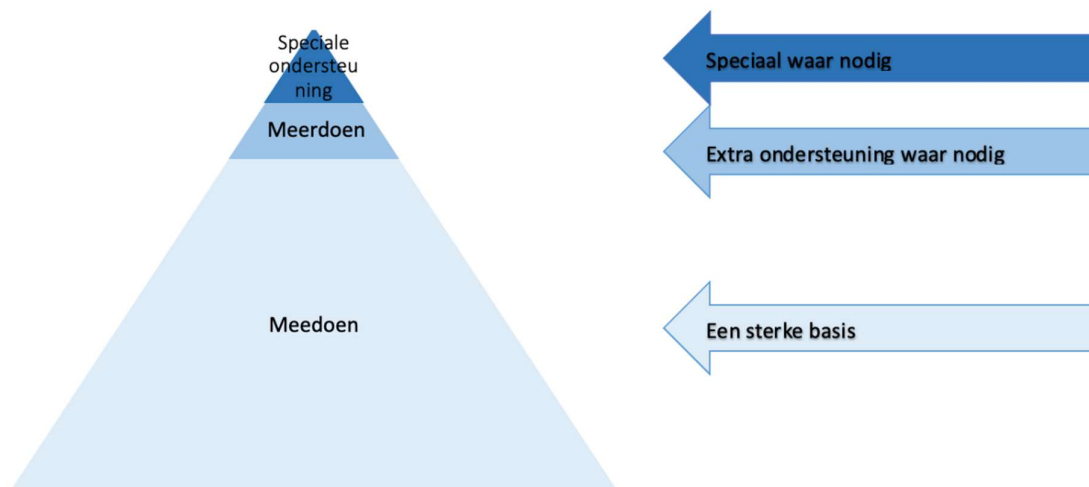 Speciale
ondersteu
ning
Speciaal waar nodig
Meerdoen
Extra ondersteuning waar nodig
Meedoen
Een sterke basis